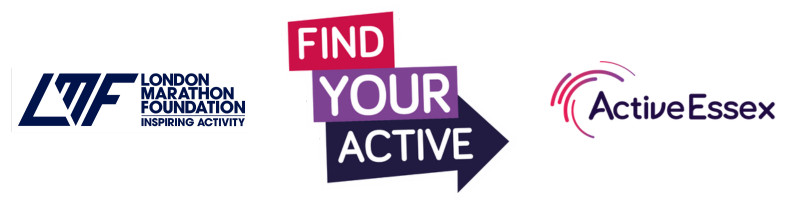 LMF
LONDON
MARATHON
FOUNDATION
INSPIRING ACTIVITY
FIND
YOUR
ACTIVE
ActiveEssex